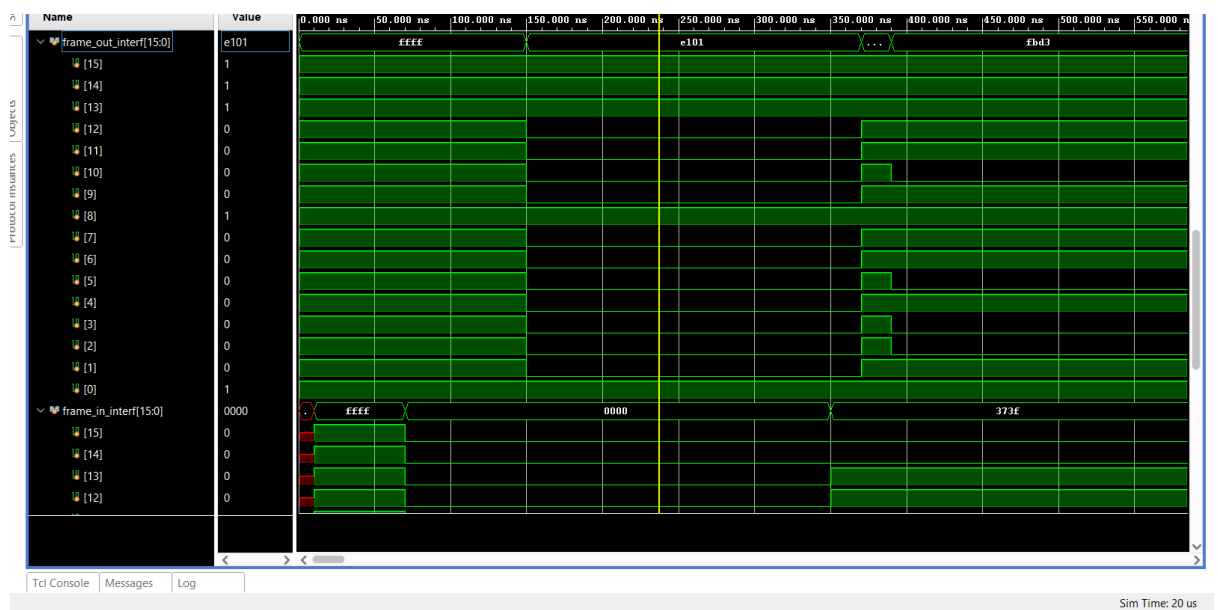 Name Value 0.000 ns 50.000 ns 100.000 ns 150.000 ns 200.000 ns 250.000 ns 300.000 ns 350.000 ns 400.000 ns 450.000 ns 500.000 ns 550.000 n
frame_out_interf[15:0] e101 ffff e101 ... fbd3
[15] 1
[14] 1
[13] 1
[12] 0
[11] 0
[10] 0
[9] 0
[8] 1
[7] 0
[6] 0
[5] 0
[4] 0
[3] 0
[2] 0
[1] 0
[0] 1
frame_in_interf[15:0] 0000 . ffff 0000 373f
[15] 0
[14] 0
[13] 0
[12] 0
Objects
Protocol Instances
Tcl Console Messages Log
Sim Time: 20 us